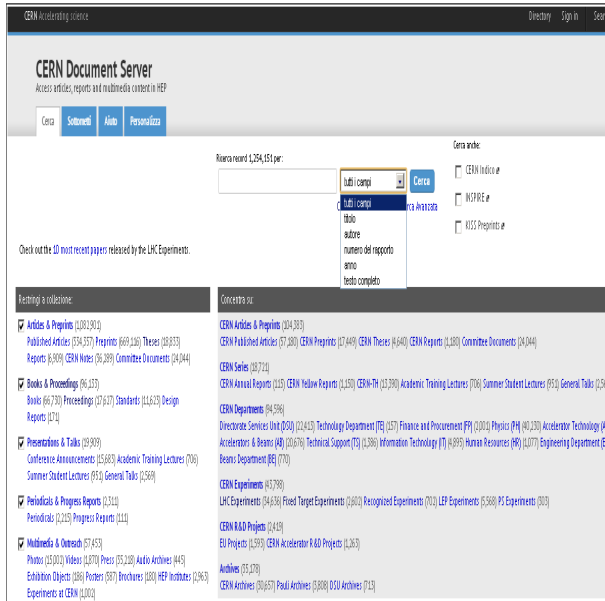 CERN Accelerating science
Directory Sign in Sear
CERN Document Server
Access articles, reports and multimedia content in HEP
Cerca Sottometti Aiuto Personalizza
Cerca anche:
Ricerca record 1,254,151 per:
CERN Indico
tutti i campi Cerca
INSPIRE
tutti i campi
rca Avanzata
titolo
KISS Preprints
autore
numero del rapporto
Check out the 10 most recent papers released by the LHC Experiments.
anno
testo completo
Restringi a collezione:
Articles & Preprints (1,082,901)
Published Articles (534,357) Preprints (669,116) Theses (18,833)
Reports (6,909) CERN Notes (36,289) Committee Documents (24,044)
Books & Proceedings (96,133)
Books (66,730) Proceedings (17,627) Standards (11,623) Design
Reports (171)
Presentations & Talks (19,909)
Conference Announcements (15,683) Academic Training Lectures (706)
Summer Student Lectures (951) General Talks (2,569)
Periodicals & Progress Reports (2,311)
Periodicals (2,215) Progress Reports (111)
Multimedia & Outreach (57,453)
Photos (15,002) Videos (1,870) Press (35,218) Audio Archives (445)
Exhibition Objects (186) Posters (587) Brochures (180) HEP Institutes (2,963)
Experiments at CERN (1,002)
Concentra su:
CERN Articles & Preprints (104,383)
CERN Published Articles (57,180) CERN Preprints (17,449) CERN Theses (4,640) CERN Reports (1,180) Committee Documents (24,044)
CERN Series (18,721)
CERN Annual Reports (115) CERN Yellow Reports (1,150) CERN-TH (13,390) Academic Training Lectures (706) Summer Student Lectures (951) General Talks (2,56
CERN Departments (94,596)
Directorate Services Unit (DSU) (22,413) Technology Department [TE] (157) Finance and Procurement [FP] (2,001) Physics (PH) (40,230) Accelerator Technology (A
Accelerators & Beams (AB) (20,676) Technical Support (TS) (1,386) Information Technology (IT) (4,895) Human Resources (HR) (1,077) Engineering Department (E
Beams Department [BE] (770)
CERN Experiments (43,798)
LHC Experiments (34,636) Fixed Target Experiments (2,602) Recognized Experiments (702) LEP Experiments (5,568) PS Experiments (303)
CERN R&D Projects (2,419)
EU Projects (1,593) CERN Accelerator R&D Projects (1,263)
Archives (35,178)
CERN Archives (30,657) Pauli Archives (3,808) DSU Archives (713)